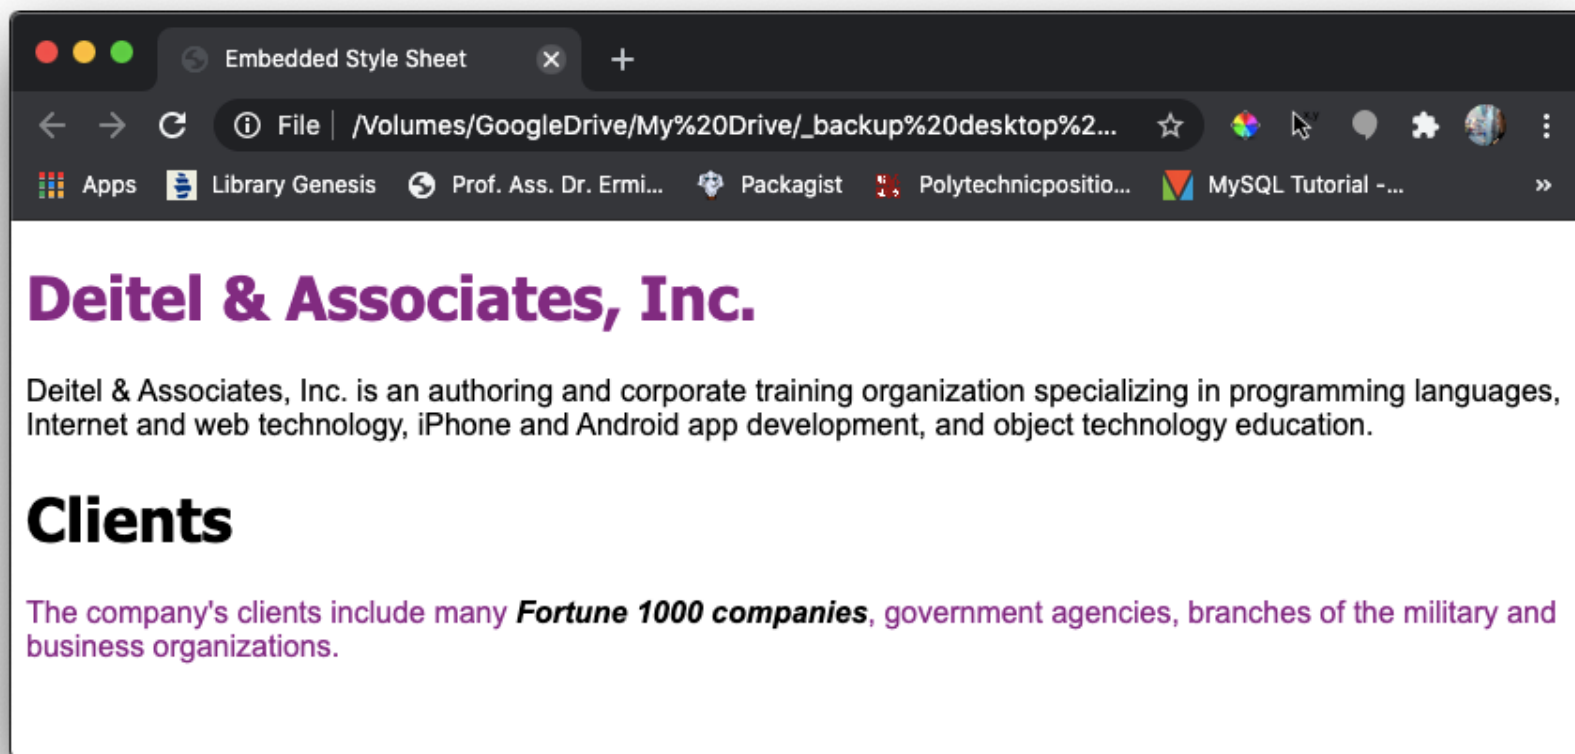 Embedded Style Sheet
File /Volumes/GoogleDrive/My%20Drive/_backup%20desktop%2...
Apps Library Genesis Prof. Ass. Dr. Ermi... Packagist Polytechnicpositio... MySQL Tutorial -...
Deitel & Associates, Inc.
Deitel & Associates, Inc. is an authoring and corporate training organization specializing in programming languages,
Internet and web technology, iPhone and Android app development, and object technology education.
Clients
The company's clients include many Fortune 1000 companies, government agencies, branches of the military and
business organizations.